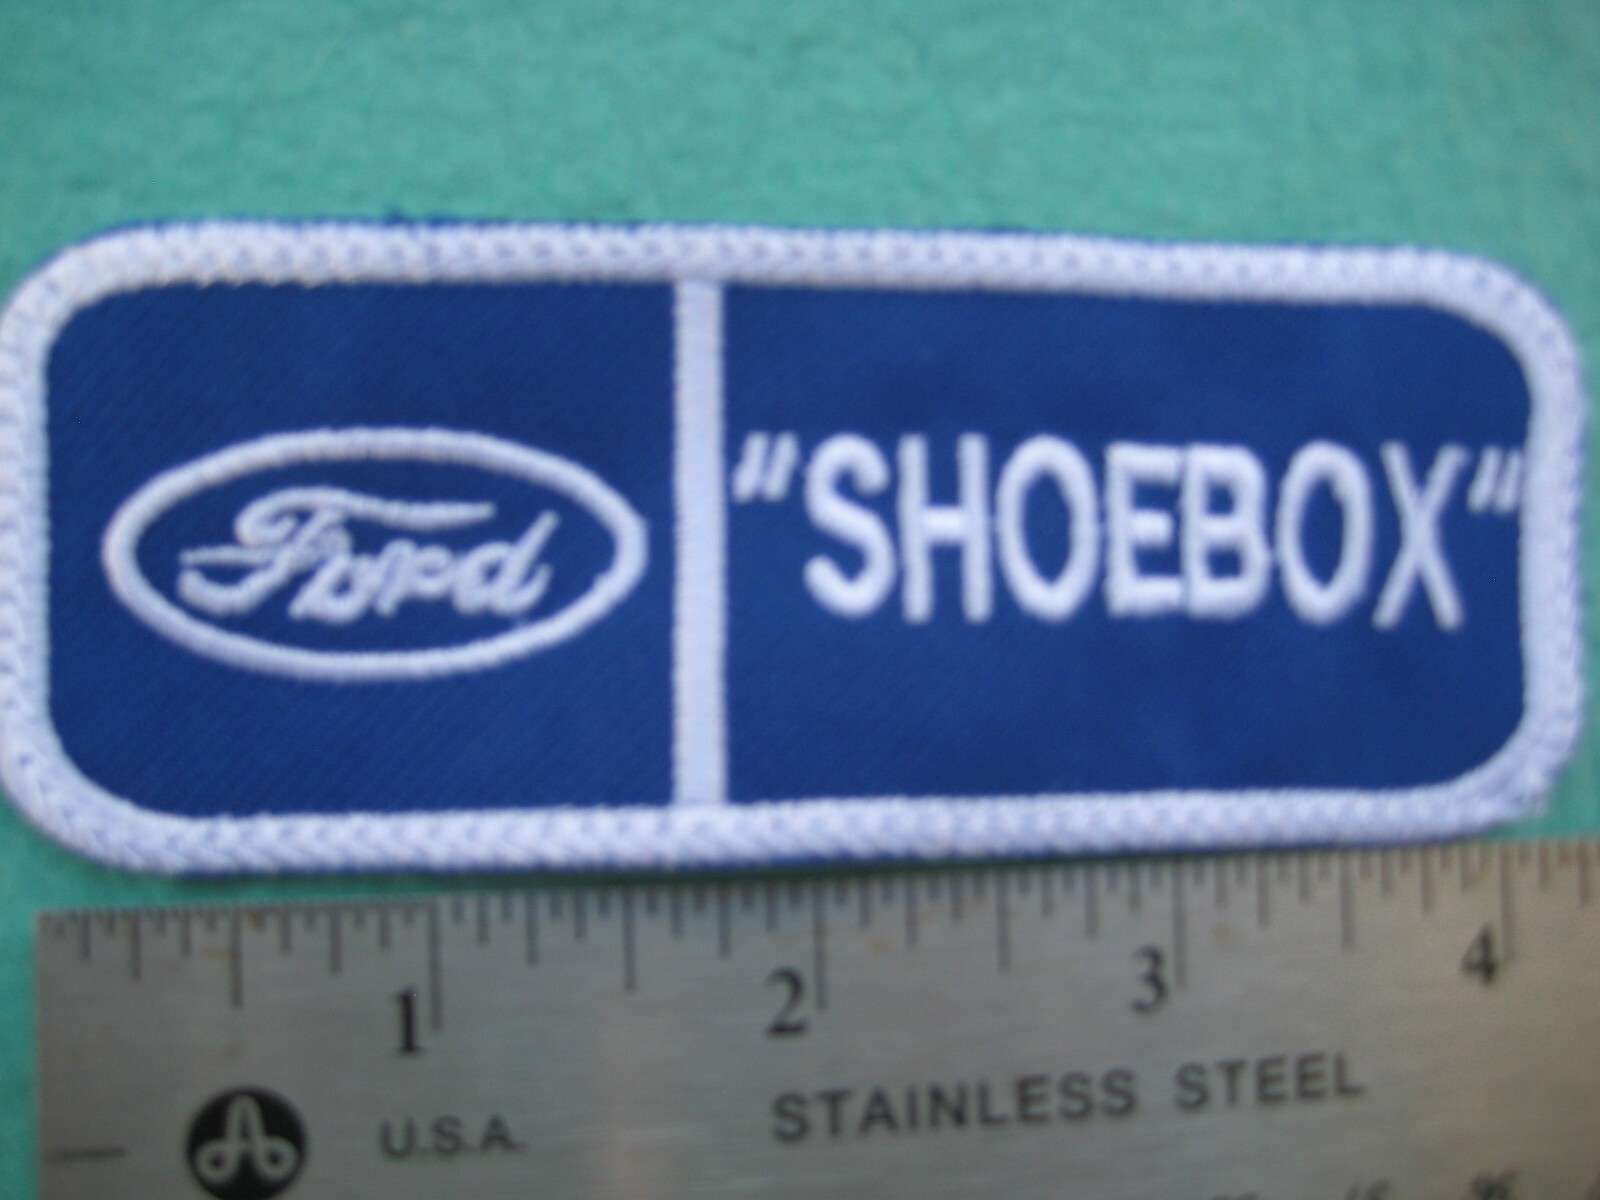 Ford
"SHOEBOX"
1 2 3 4
STAINLESS STEEL
U.S.A.